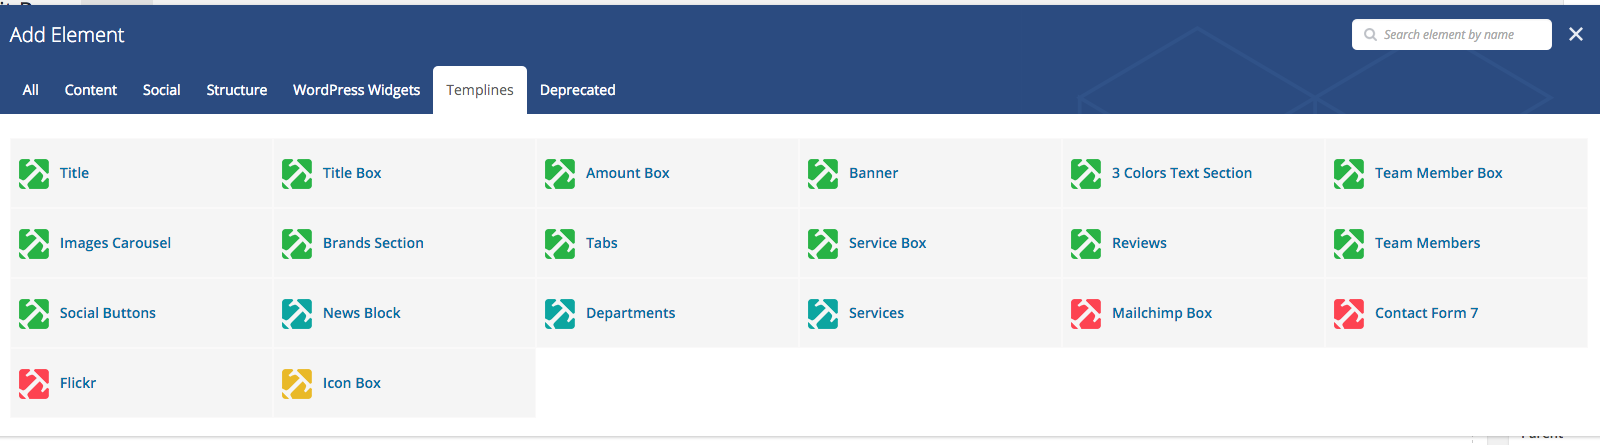 Add Element
Search element by name
All Content Social Structure WordPress Widgets Templines Deprecated
Title Title Box Amount Box Banner 3 Colors Text Section Team Member Box
Images Carousel Brands Section Tabs Service Box Reviews Team Members
Social Buttons News Block Departments Services Mailchimp Box Contact Form 7
Flickr Icon Box